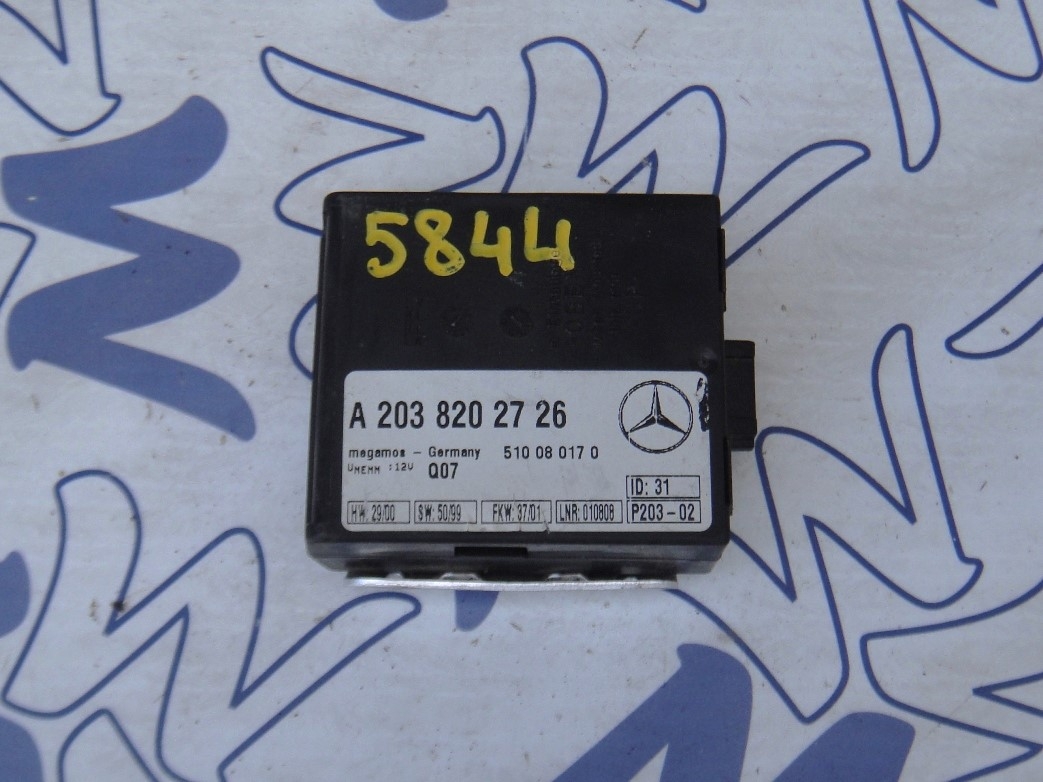 5844
A 203 820 27 26
megamos - Germany 510 08 017 0
UNENN :12V Q07
ID: 31
HW: 29/00 SW: 50/99 FKW: 37/01 LNR: 010808 P203-02